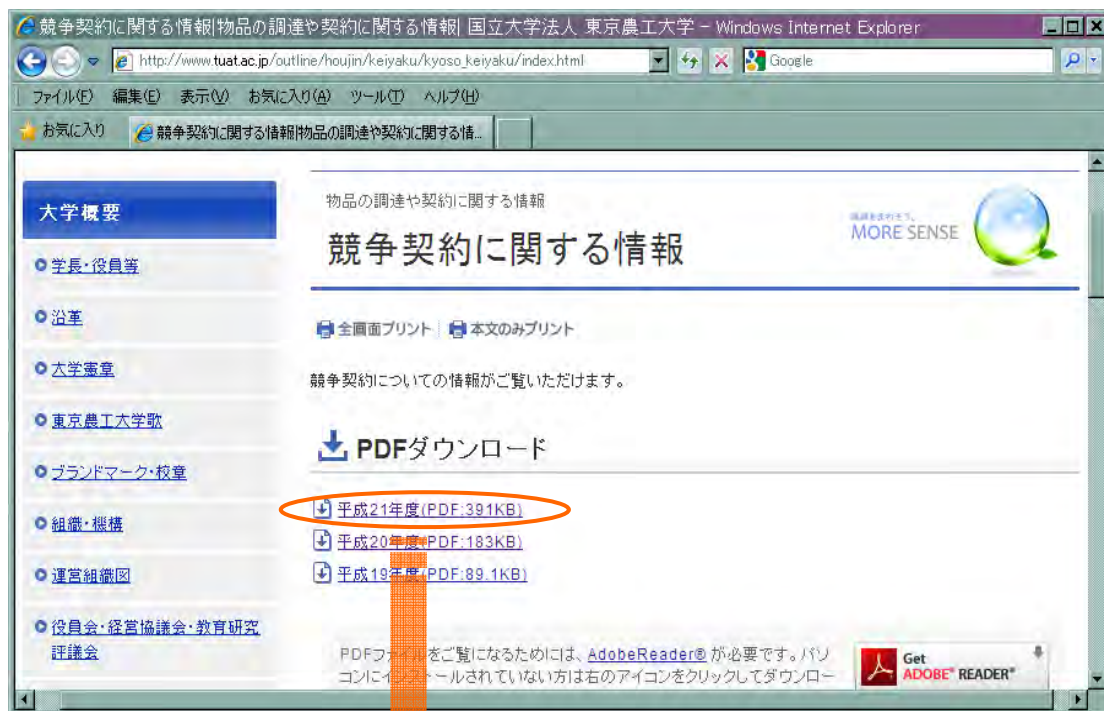 競争契約に関する情報|物品の調達や契約に関する情報| 国立大学法人 東京農工大学 - Windows Internet Explorer
http://www.tuat.ac.jp/outline/houjin/keiyaku/kyoso_keiyaku/index.html
Google
ファイル(F) 編集(E) 表示(V) お気に入り(A) ツール(T) ヘルプ(H)
お気に入り 競争契約に関する情報|物品の調達や契約に関する情...
大学概要
学長・役員等
沿革
大学憲章
東京農工大学歌
ブランドマーク・校章
組織・機構
運営組織図
役員会・経営協議会・教育研究
評議会
物品の調達や契約に関する情報
競争契約に関する情報
MORE SENSE
全画面プリント 本文のみプリント
競争契約についての情報がご覧いただけます。
PDFダウンロード
平成21年度(PDF:391KB)
平成20年度(PDF:183KB)
平成19年度(PDF:89.1KB)
PDFファイルをご覧になるためには、AdobeReader® が必要です。パソ
コンにインストールされていない方は右のアイコンをクリックしてダウンロー
Get
ADOBE® READER®